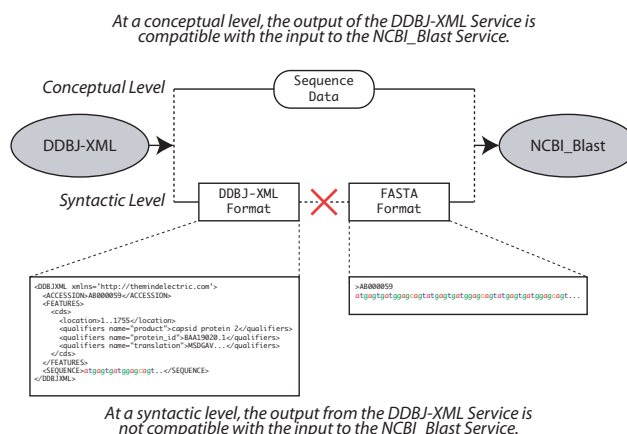 At a conceptual level, the output of the DDBJ-XML Service is
compatible with the input to the NCBI_Blast Service.
Conceptual Level
Sequence
Data
DDBJ-XML
NCBI_Blast
Syntactic Level
DDBJ-XML
Format
FASTA
Format
<DDBJXML xmlns='http://themindelectric.com'>
<ACCESSION>AB000059</ACCESSION>
<FEATURES>
<cds>
<location>1..1755</location>
<qualifiers name="product">capsid protein 2</qualifiers>
<qualifiers name="protein_id">BAA19020.1</qualifiers>
<qualifiers name="translation">MSDGAV...</qualifiers>
</cds>
</FEATURES>
<SEQUENCE>atgagtgatggagcagt..</SEQUENCE>
</DDBJXML>
>AB000059
atgagtgatggagcagtatgagtgatggagcagtatgagtgatggagcagt...
At a syntactic level, the output from the DDBJ-XML Service is
not compatible with the input to the NCBI_Blast Service.